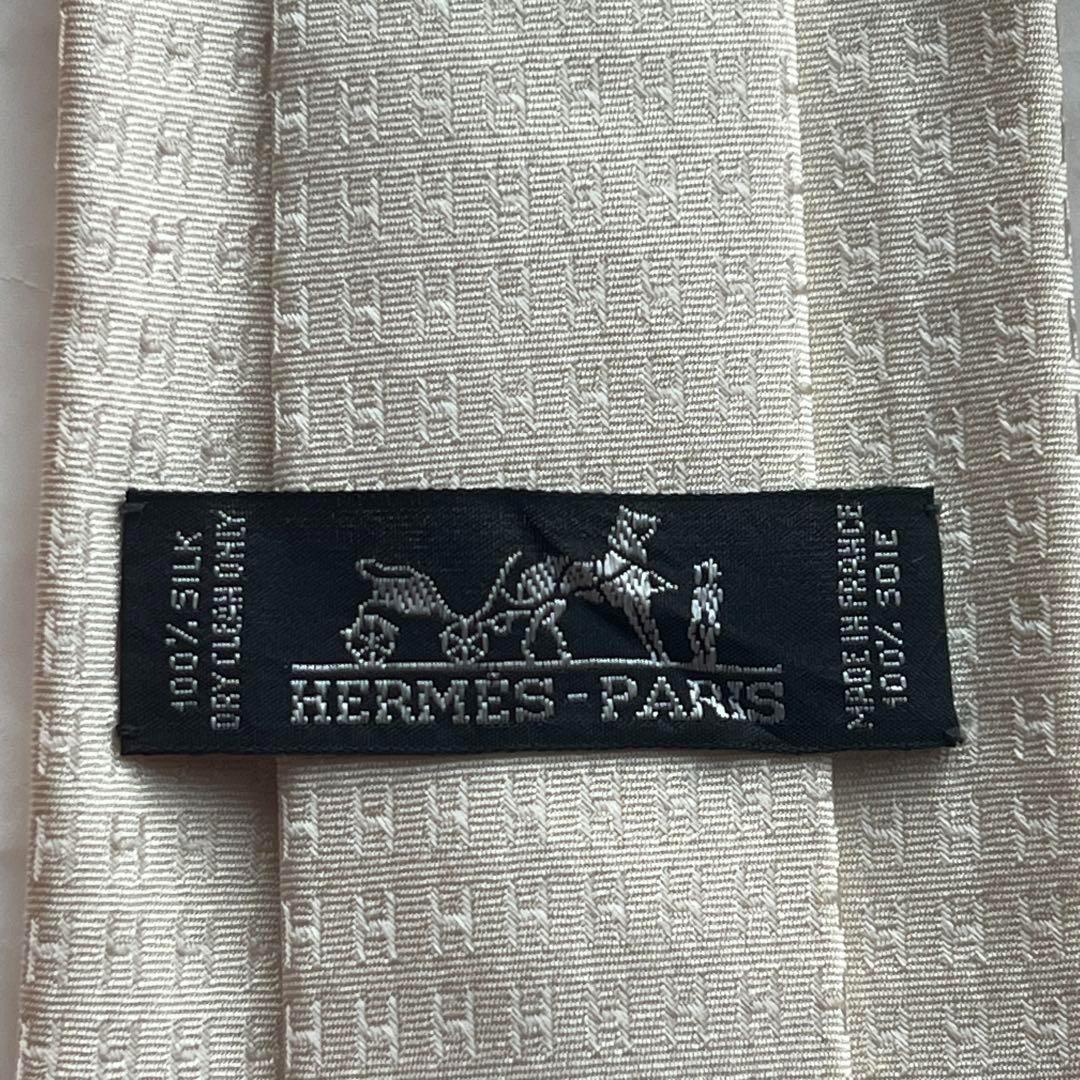 100% SILK
DRY CLEAN ONLY
HERMÈS-PARIS
MADE IN FRANCE
100% SOIE